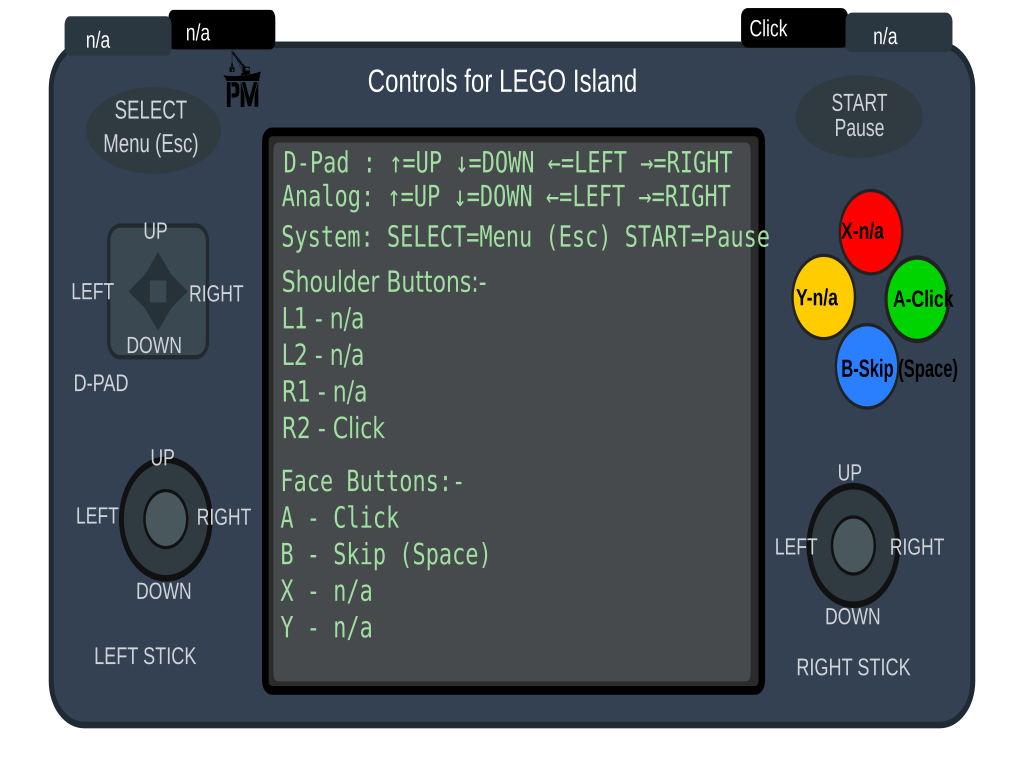 n/a
n/a
Click
n/a
PM
Controls for LEGO Island
SELECT
Menu (Esc)
START
Pause
D-Pad : ↑=UP ↓=DOWN ←=LEFT →=RIGHT
Analog: ↑=UP ↓=DOWN ←=LEFT →=RIGHT
System: SELECT=Menu (Esc) START=Pause
Shoulder Buttons:-
L1 - n/a
L2 - n/a
R1 - n/a
R2 - Click
Face Buttons:-
A - Click
B - Skip (Space)
X - n/a
Y - n/a
UP
LEFT
RIGHT
DOWN
D-PAD
UP
LEFT
RIGHT
DOWN
LEFT STICK
X-n/a
Y-n/a
A-Click
B-Skip (Space)
UP
LEFT
RIGHT
DOWN
RIGHT STICK